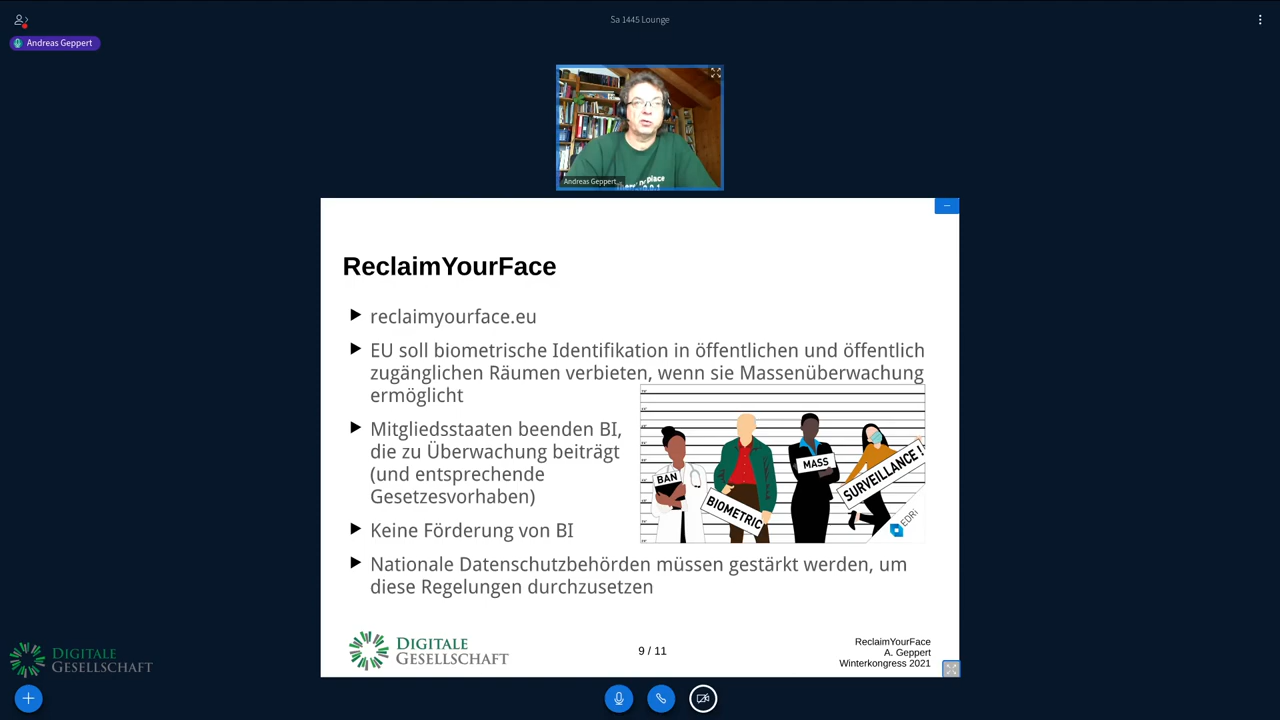 Sa 1445 Lounge
Andreas Geppert
Andreas Geppert
ReclaimYourFace
reclaimyourface.eu
EU soll biometrische Identifikation in öffentlichen und öffentlich
zugänglichen Räumen verbieten, wenn sie Massenüberwachung
ermöglicht
Mitgliedsstaaten beenden BI,
die zu Überwachung beiträgt
(und entsprechende
Gesetzesvorhaben)
BAN
BIOMETRIC
MASS
SURVEILLANCE !
EDRi
Keine Förderung von BI
Nationale Datenschutzbehörden müssen gestärkt werden, um
diese Regelungen durchzusetzen
DIGITALE
GESELLSCHAFT
9 / 11
ReclaimYourFace
A. Geppert
Winterkongress 2021
DIGITALE
GESELLSCHAFT